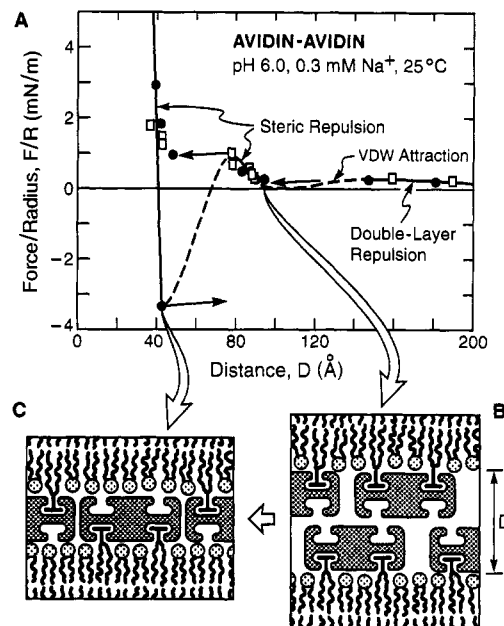 A
AVIDIN-AVIDIN
pH 6.0, 0.3 mM Na⁺, 25°C
Force/Radius, F/R (mN/m)
4
2
0
−2
−4
Steric Repulsion
VDW Attraction
Double-Layer
Repulsion
0
40
80
120
160
200
Distance, D (Å)
C
B
D